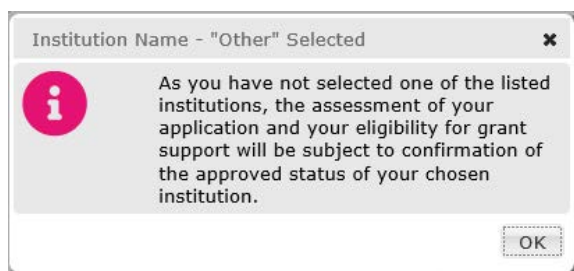 Institution Name - "Other" Selected
As you have not selected one of the listed
institutions, the assessment of your
application and your eligibility for grant
support will be subject to confirmation of
the approved status of your chosen
institution.
OK